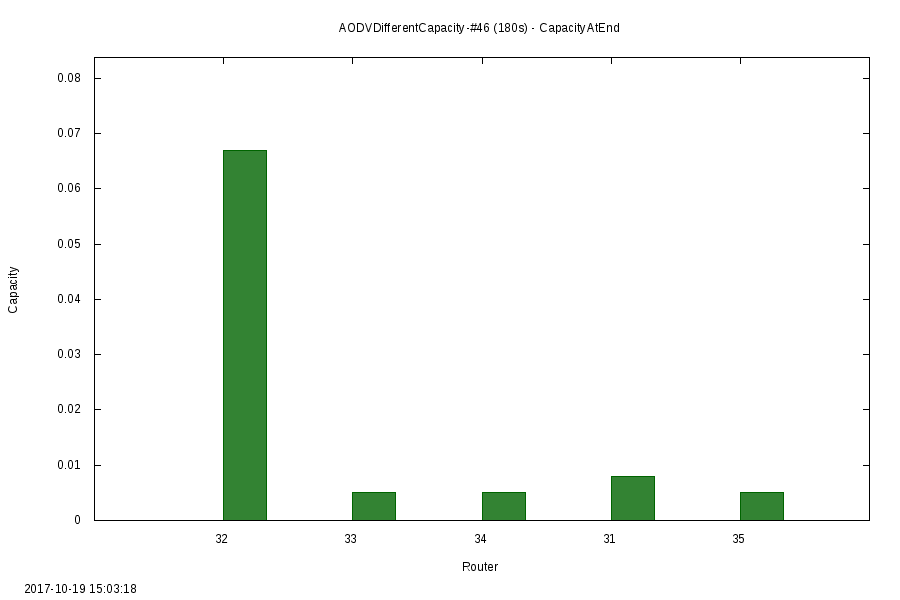 AODVDifferentCapacity-#46 (180s) - CapacityAtEnd
0.08
0.07
0.06
0.05
0.04
0.03
0.02
0.01
0
Capacity
32 33 34 31 35
Router
2017-10-19 15:03:18